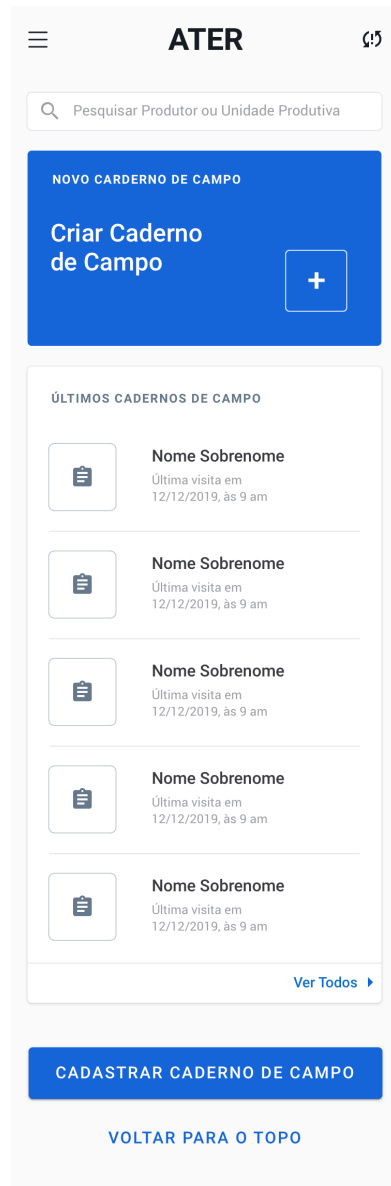 ATER
Pesquisar Produtor ou Unidade Produtiva
NOVO CARDERNO DE CAMPO
Criar Caderno
de Campo
+
ÚLTIMOS CADERNOS DE CAMPO
Nome Sobrenome
Última visita em
12/12/2019, às 9 am
Nome Sobrenome
Última visita em
12/12/2019, às 9 am
Nome Sobrenome
Última visita em
12/12/2019, às 9 am
Nome Sobrenome
Última visita em
12/12/2019, às 9 am
Nome Sobrenome
Última visita em
12/12/2019, às 9 am
Ver Todos
CADASTRAR CADERNO DE CAMPO
VOLTAR PARA O TOPO